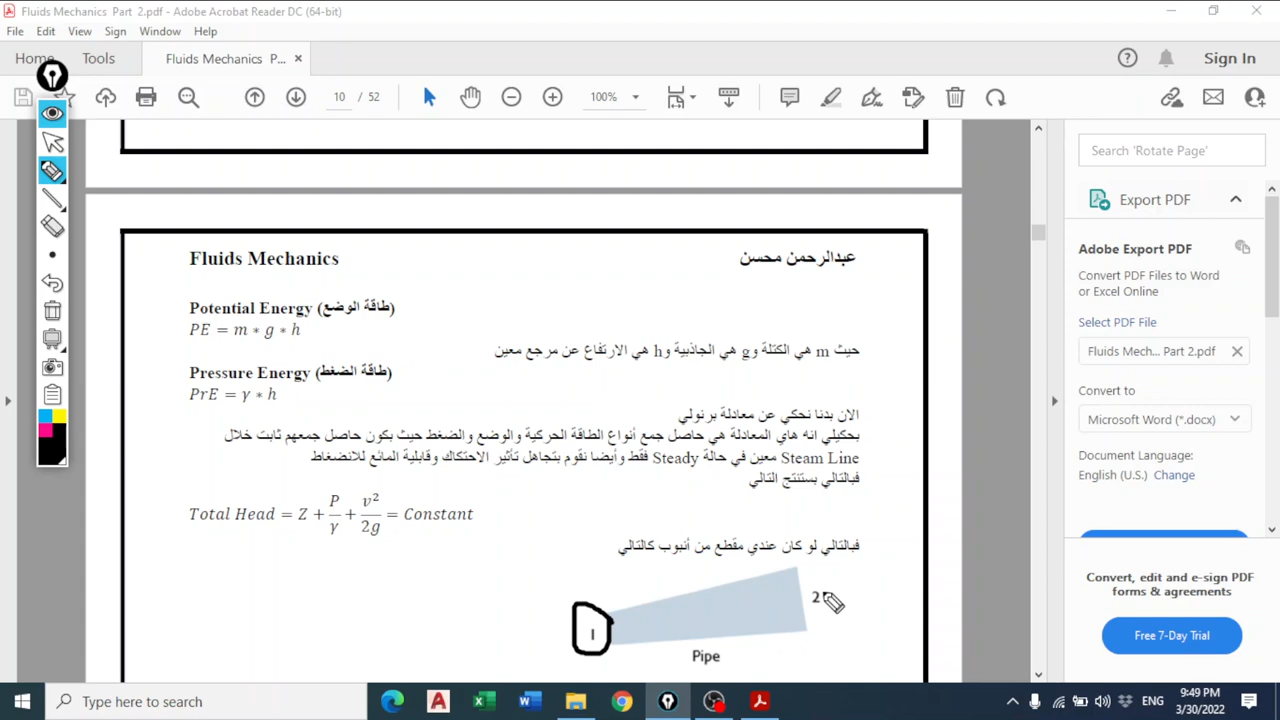 Fluids Mechanics Part 2.pdf - Adobe Acrobat Reader DC (64-bit)
File Edit View Sign Window Help
Home Tools Fluids Mechanics P... ×
10 / 52 100% Sign In
Search 'Rotate Page'
Export PDF
Adobe Export PDF
Convert PDF Files to Word
or Excel Online
Select PDF File
Fluids Mech... Part 2.pdf
Convert to
Microsoft Word (*.docx)
Document Language:
English (U.S.) Change
Convert, edit and e-sign PDF
forms & agreements
Free 7-Day Trial
Fluids Mechanics عبدالرحمن محسن
Potential Energy (طاقة الوضع)
PE = m ∗ g ∗ h
حيث m هي الكتلة وg هي الجاذبية وh هي الارتفاع عن مرجع معين
Pressure Energy (طاقة الضغط)
PrE = γ ∗ h
الان بدنا نحكي عن معادلة برنولي
بحكيلي انه هاي المعادلة هي حاصل جمع أنواع الطاقة الحركية والوضع والضغط حيث بكون حاصل جمعهم ثابت خلال
Steam Line معين في حالة Steady فقط وأيضا نقوم بتجاهل تأثير الاحتكاك وقابلية المائع للانضغاط
فبالتالي بستنتج التالي
Total Head = Z + P/γ + v²/2g = Constant
فبالتالي لو كان عندي مقطع من أنبوب كالتالي
2
1
Pipe
Type here to search
ENG
9:49 PM
3/30/2022